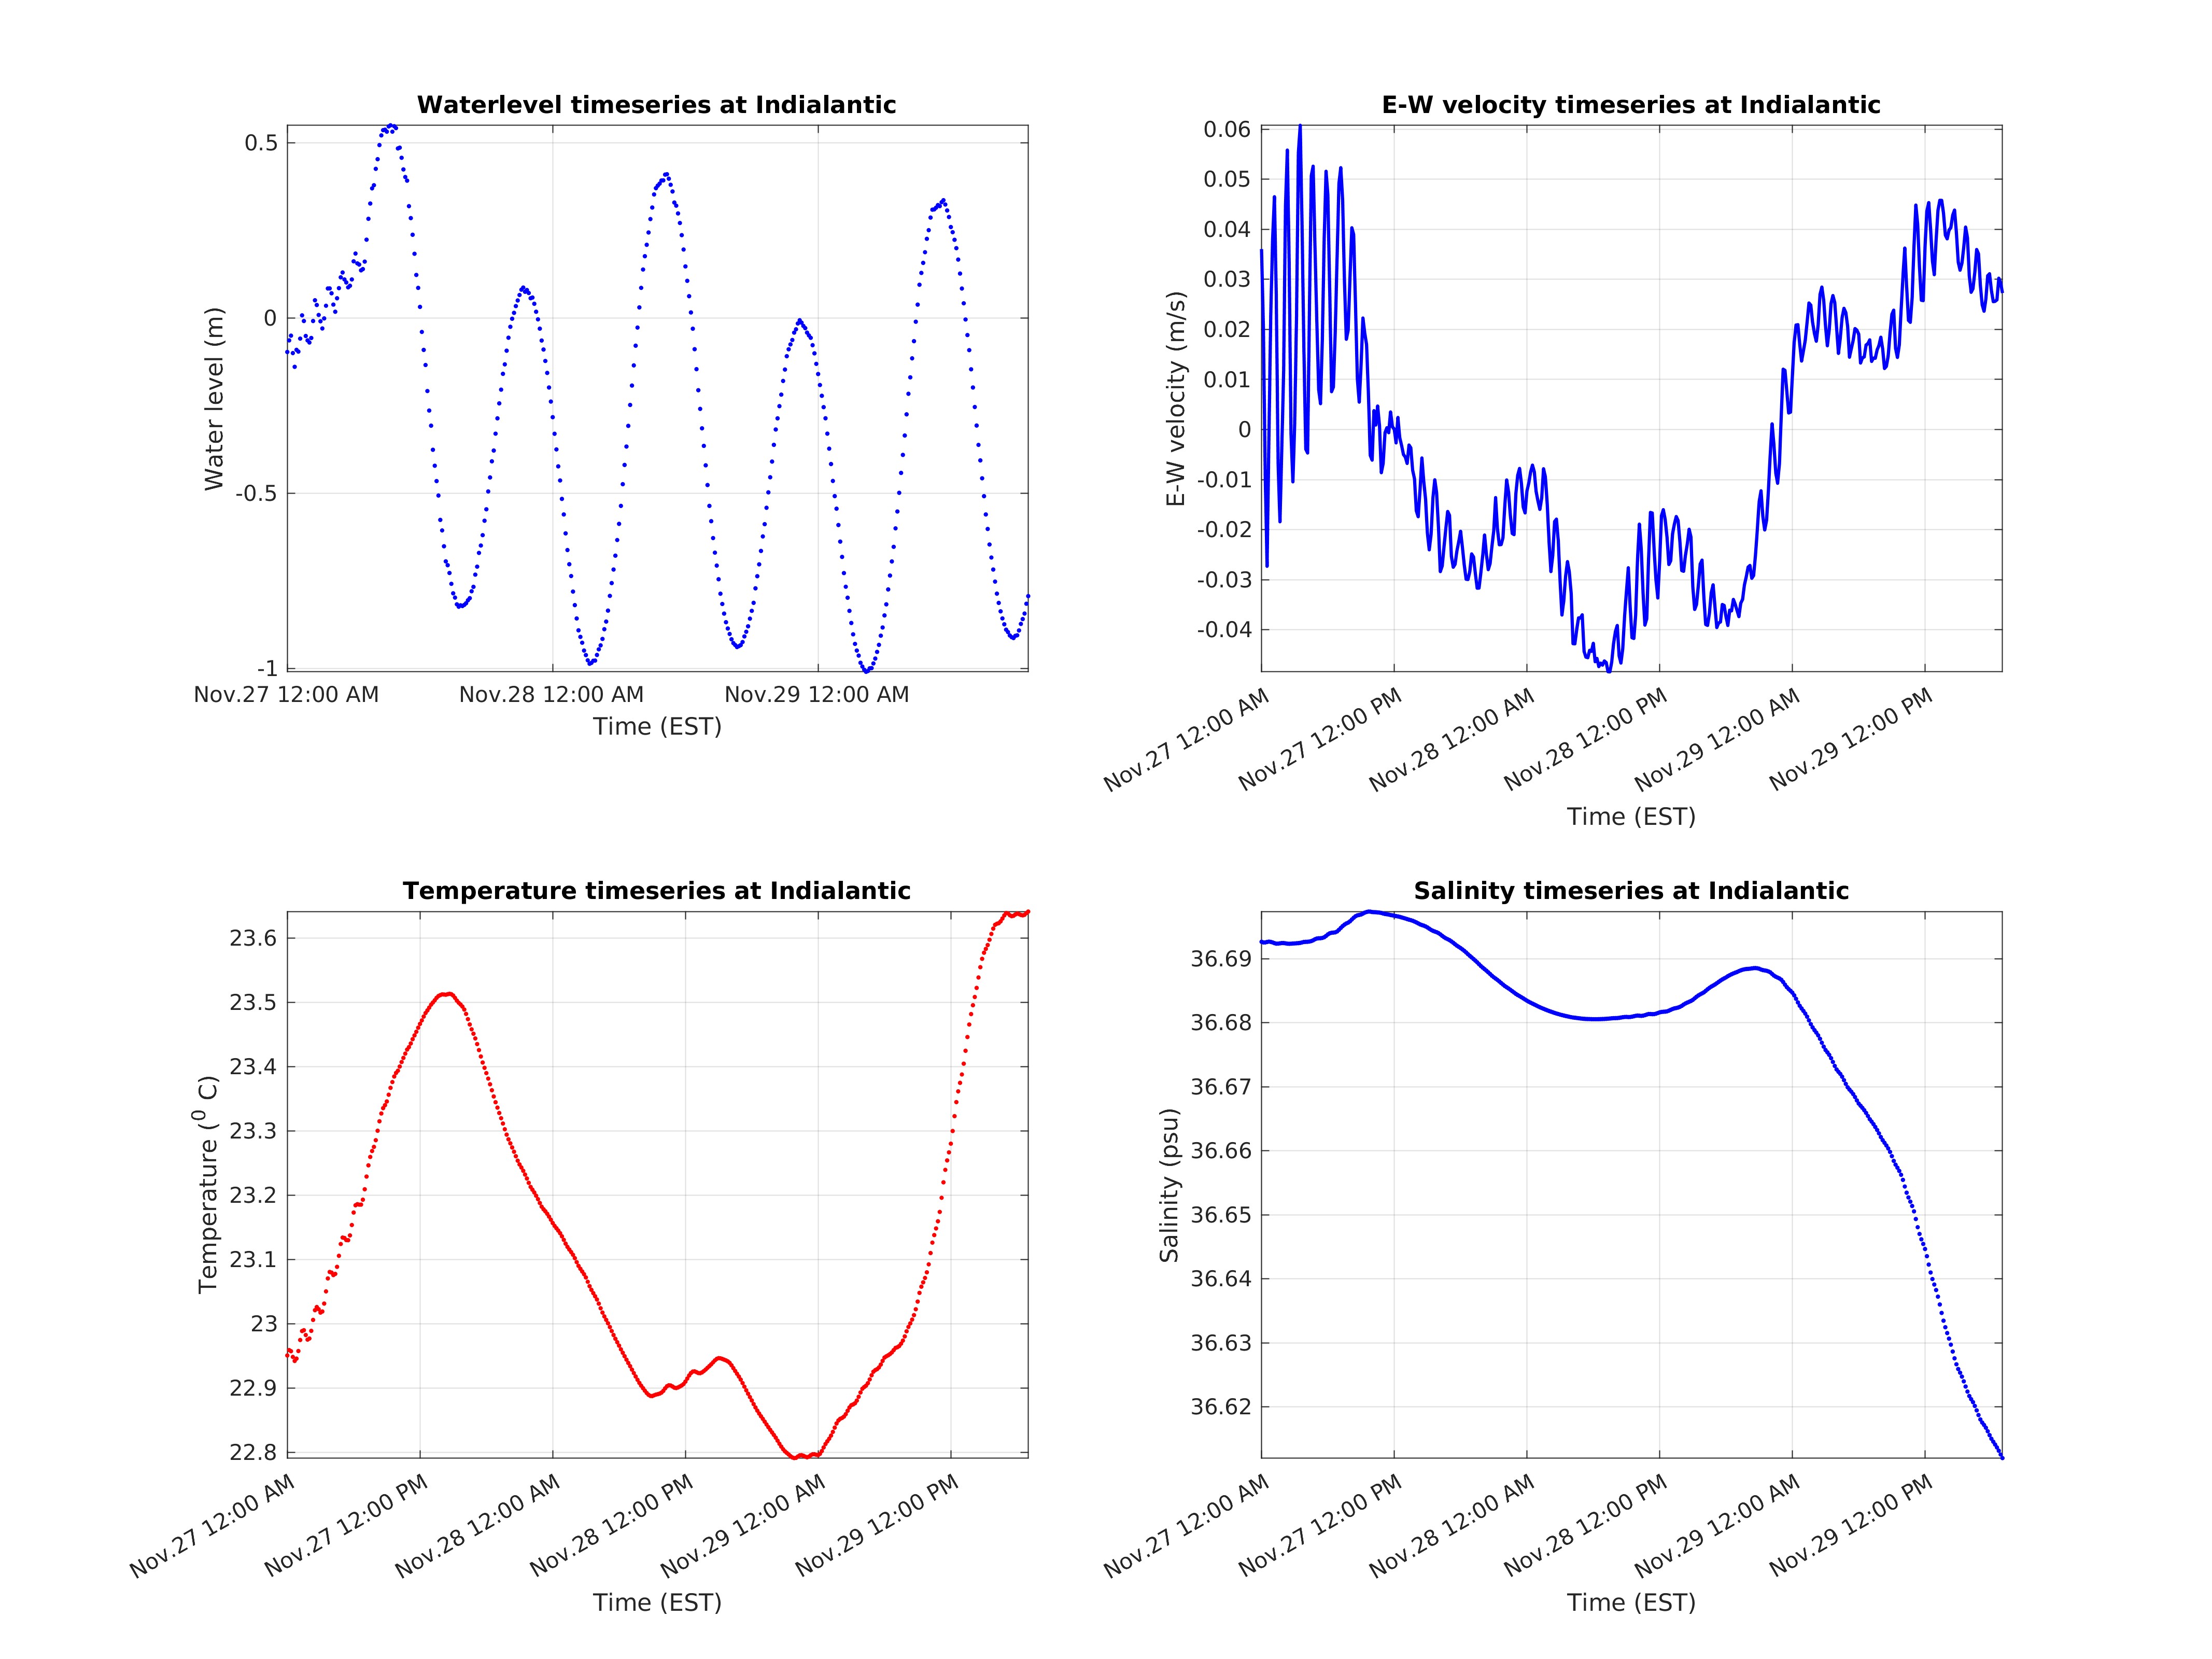 Waterlevel timeseries at Indialantic
0.5
0
-0.5
-1
Water level (m)
Nov.27 12:00 AM
Nov.28 12:00 AM
Nov.29 12:00 AM
Time (EST)
E-W velocity timeseries at Indialantic
0.06
0.05
0.04
0.03
0.02
0.01
0
-0.01
-0.02
-0.03
-0.04
E-W velocity (m/s)
Nov.27 12:00 AM
Nov.27 12:00 PM
Nov.28 12:00 AM
Nov.28 12:00 PM
Nov.29 12:00 AM
Nov.29 12:00 PM
Time (EST)
Temperature timeseries at Indialantic
23.6
23.5
23.4
23.3
23.2
23.1
23
22.9
22.8
Temperature (⁰ C)
Nov.27 12:00 AM
Nov.27 12:00 PM
Nov.28 12:00 AM
Nov.28 12:00 PM
Nov.29 12:00 AM
Nov.29 12:00 PM
Time (EST)
Salinity timeseries at Indialantic
36.69
36.68
36.67
36.66
36.65
36.64
36.63
36.62
Salinity (psu)
Nov.27 12:00 AM
Nov.27 12:00 PM
Nov.28 12:00 AM
Nov.28 12:00 PM
Nov.29 12:00 AM
Nov.29 12:00 PM
Time (EST)